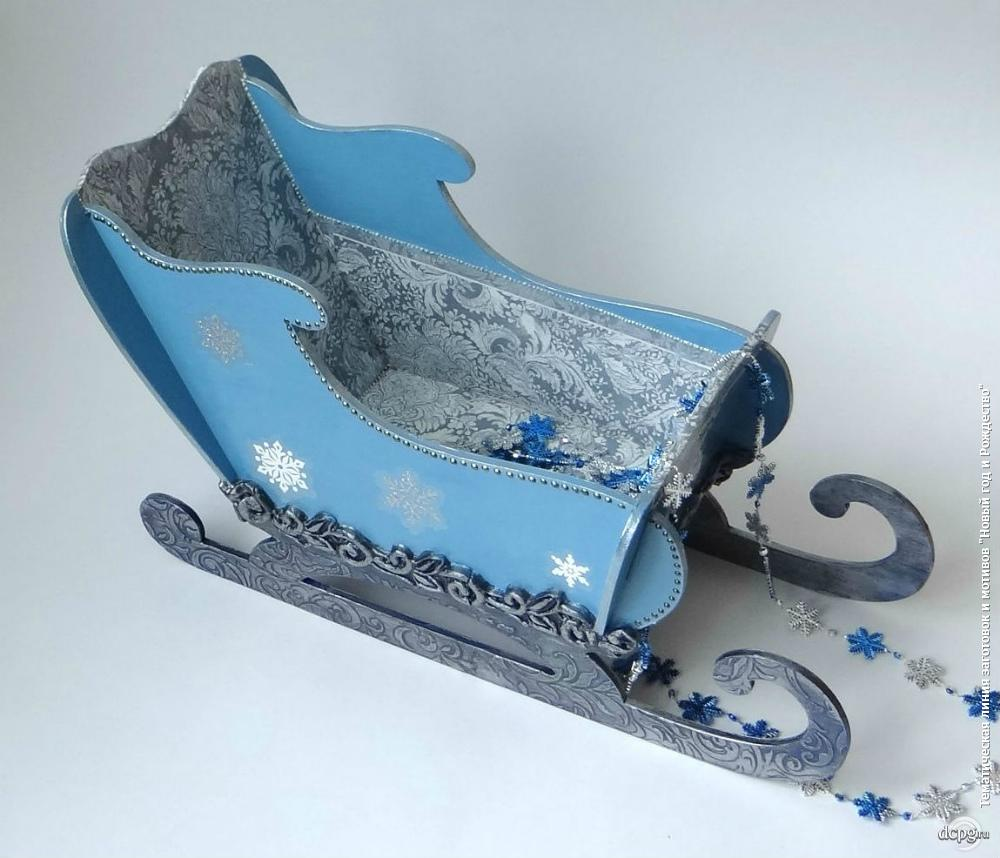 Тематическая линия заготовок и мотивов "Новый год и Рождество"
dcpg.ru